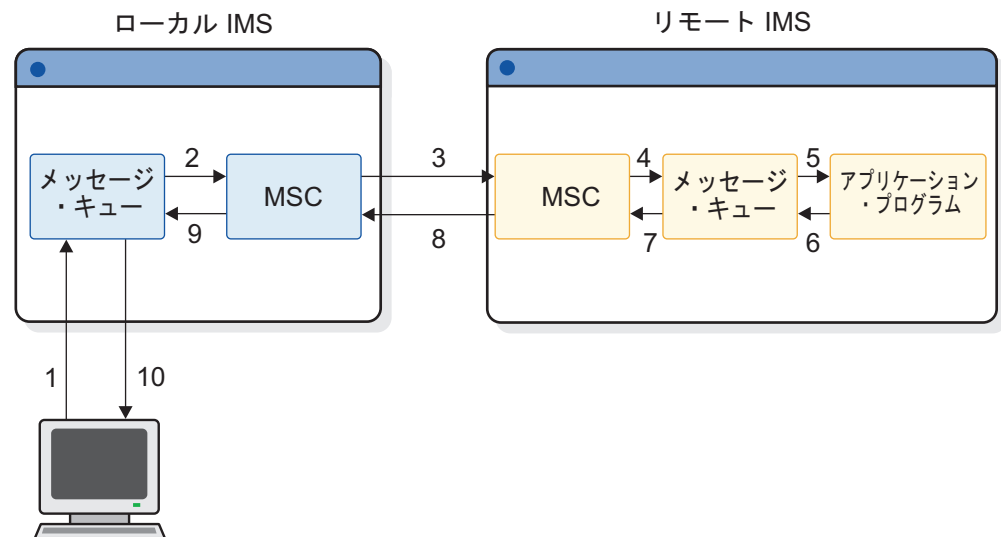 ローカル IMS
リモート IMS
メッセージ
・キュー
2
9
MSC
3
8
MSC
4
7
メッセージ
・キュー
5
6
アプリケーション
・プログラム
1
10